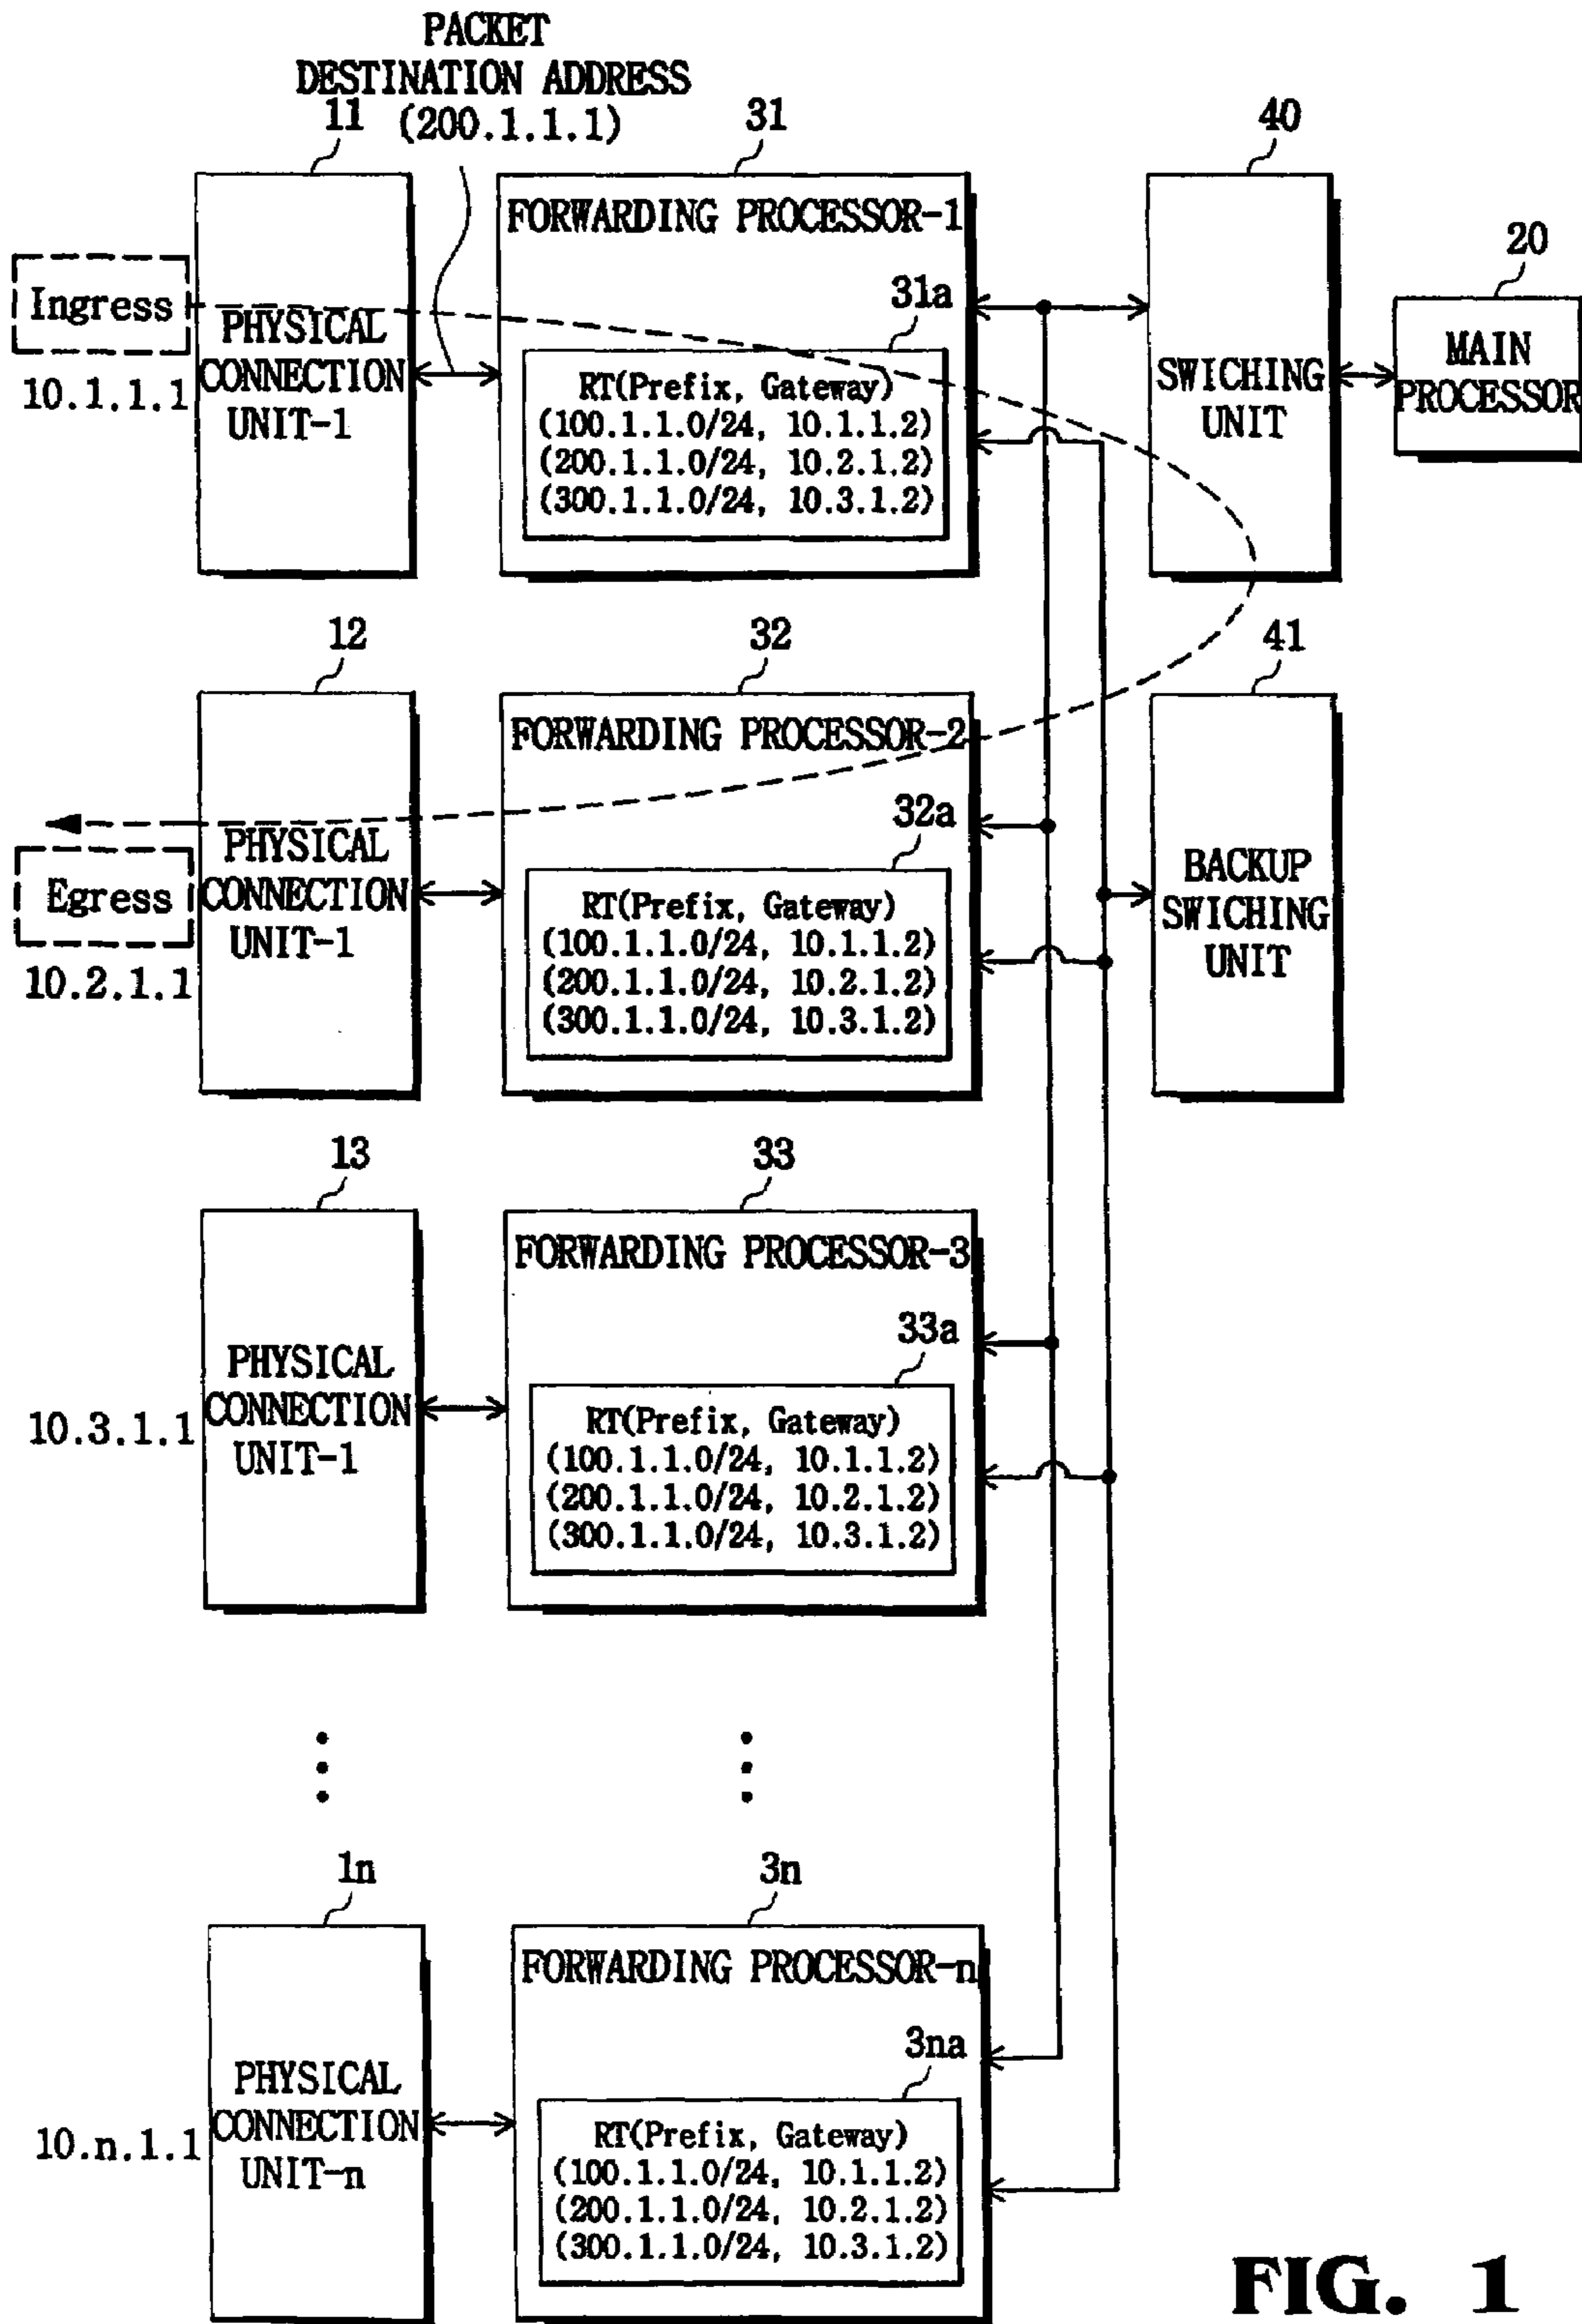 PACKET
DESTINATION ADDRESS
(200.1.1.1)
11
31
40
20
Ingress
10.1.1.1
PHYSICAL
CONNECTION
UNIT-1
FORWARDING PROCESSOR-1
31a
RT(Prefix, Gateway)
(100.1.1.0/24, 10.1.1.2)
(200.1.1.0/24, 10.2.1.2)
(300.1.1.0/24, 10.3.1.2)
SWICHING
UNIT
MAIN
PROCESSOR
12
32
41
Egress
10.2.1.1
PHYSICAL
CONNECTION
UNIT-1
FORWARDING PROCESSOR-2
32a
RT(Prefix, Gateway)
(100.1.1.0/24, 10.1.1.2)
(200.1.1.0/24, 10.2.1.2)
(300.1.1.0/24, 10.3.1.2)
BACKUP
SWICHING
UNIT
13
33
10.3.1.1
PHYSICAL
CONNECTION
UNIT-1
FORWARDING PROCESSOR-3
33a
RT(Prefix, Gateway)
(100.1.1.0/24, 10.1.1.2)
(200.1.1.0/24, 10.2.1.2)
(300.1.1.0/24, 10.3.1.2)
1n
3n
10.n.1.1
PHYSICAL
CONNECTION
UNIT-n
FORWARDING PROCESSOR-n
3na
RT(Prefix, Gateway)
(100.1.1.0/24, 10.1.1.2)
(200.1.1.0/24, 10.2.1.2)
(300.1.1.0/24, 10.3.1.2)
FIG. 1